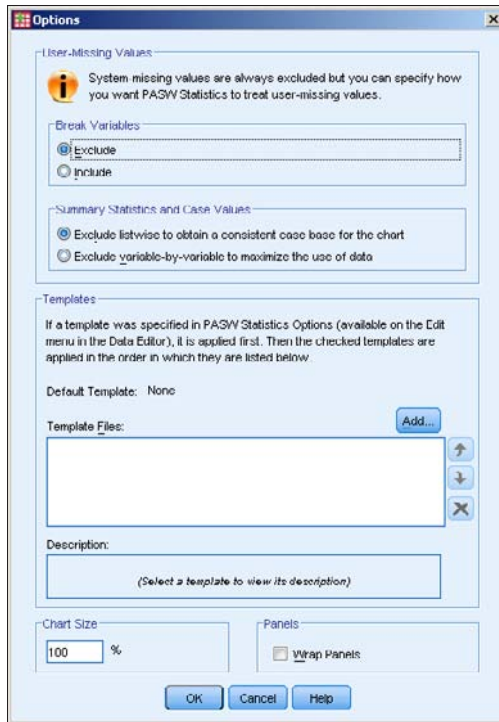 Options
User-Missing Values
System-missing values are always excluded but you can specify how
you want PASW Statistics to treat user-missing values.
Break Variables
Exclude
Include
Summary Statistics and Case Values
Exclude listwise to obtain a consistent case base for the chart
Exclude variable-by-variable to maximize the use of data
Templates
If a template was specified in PASW Statistics Options (available on the Edit
menu in the Data Editor), it is applied first. Then the checked templates are
applied in the order in which they are listed below.
Default Template: None
Template Files:
Add...
Description:
(Select a template to view its description)
Chart Size
100 %
Panels
Wrap Panels
OK Cancel Help